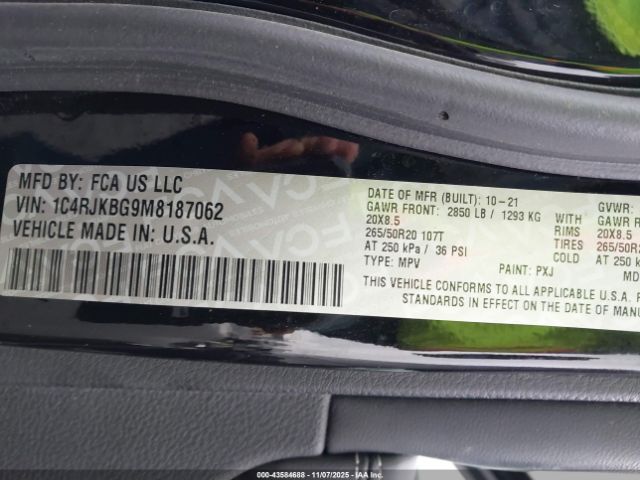 MFD BY: FCA US LLC
VIN: 1C4RJKBG9M8187062
VEHICLE MADE IN: U.S.A.
DATE OF MFR (BUILT): 10-21 GVWR:
GAWR FRONT: 2850 LB / 1293 KG WITH GAWR
20X8.5 RIMS 20X8.5
265/50R20 107T TIRES 265/50R20
AT 250 kPa / 36 PSI COLD AT 250
TYPE: MPV PAINT: PXJ MD
THIS VEHICLE CONFORMS TO ALL APPLICABLE U.S.A.
STANDARDS IN EFFECT ON THE DATE OF MANU
000-43584688 - 11/07/2025 - IAA Inc. Copyright